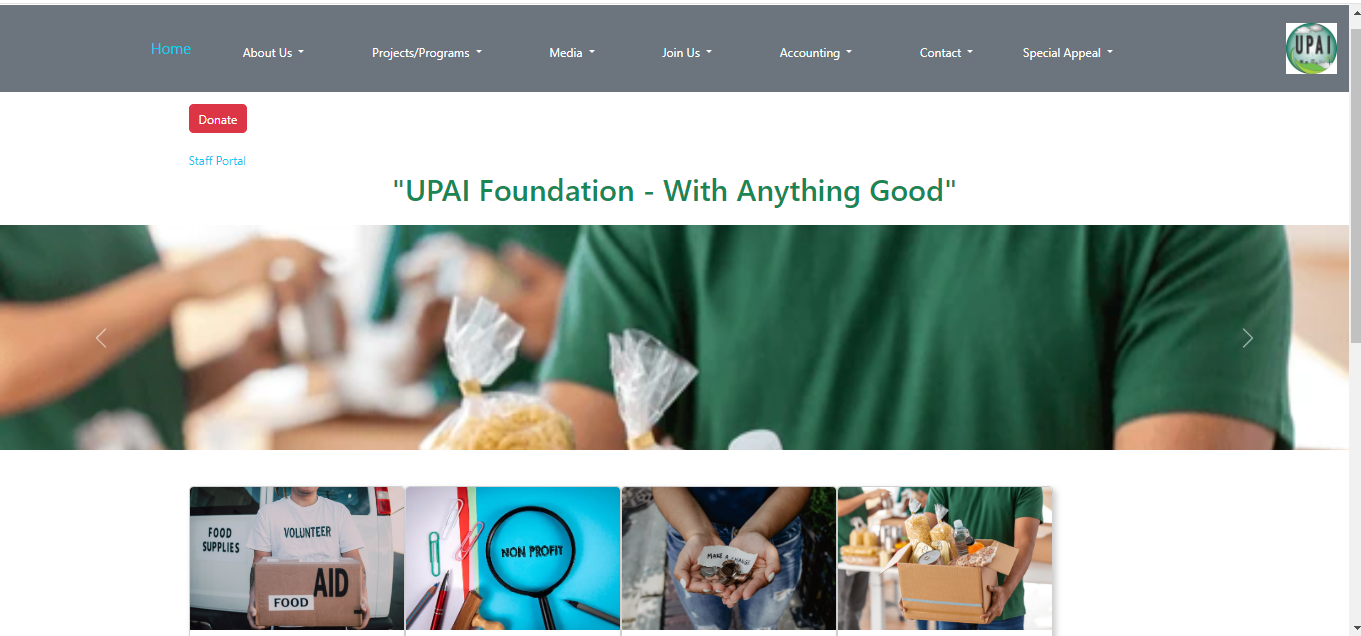 Home About Us Projects/Programs Media Join Us Accounting Contact Special Appeal
UPAI
Donate
Staff Portal
"UPAI Foundation - With Anything Good"
FOOD
SUPPLIES
VOLUNTEER
AID
FOOD
NON PROFIT
MAKE A CHANGE